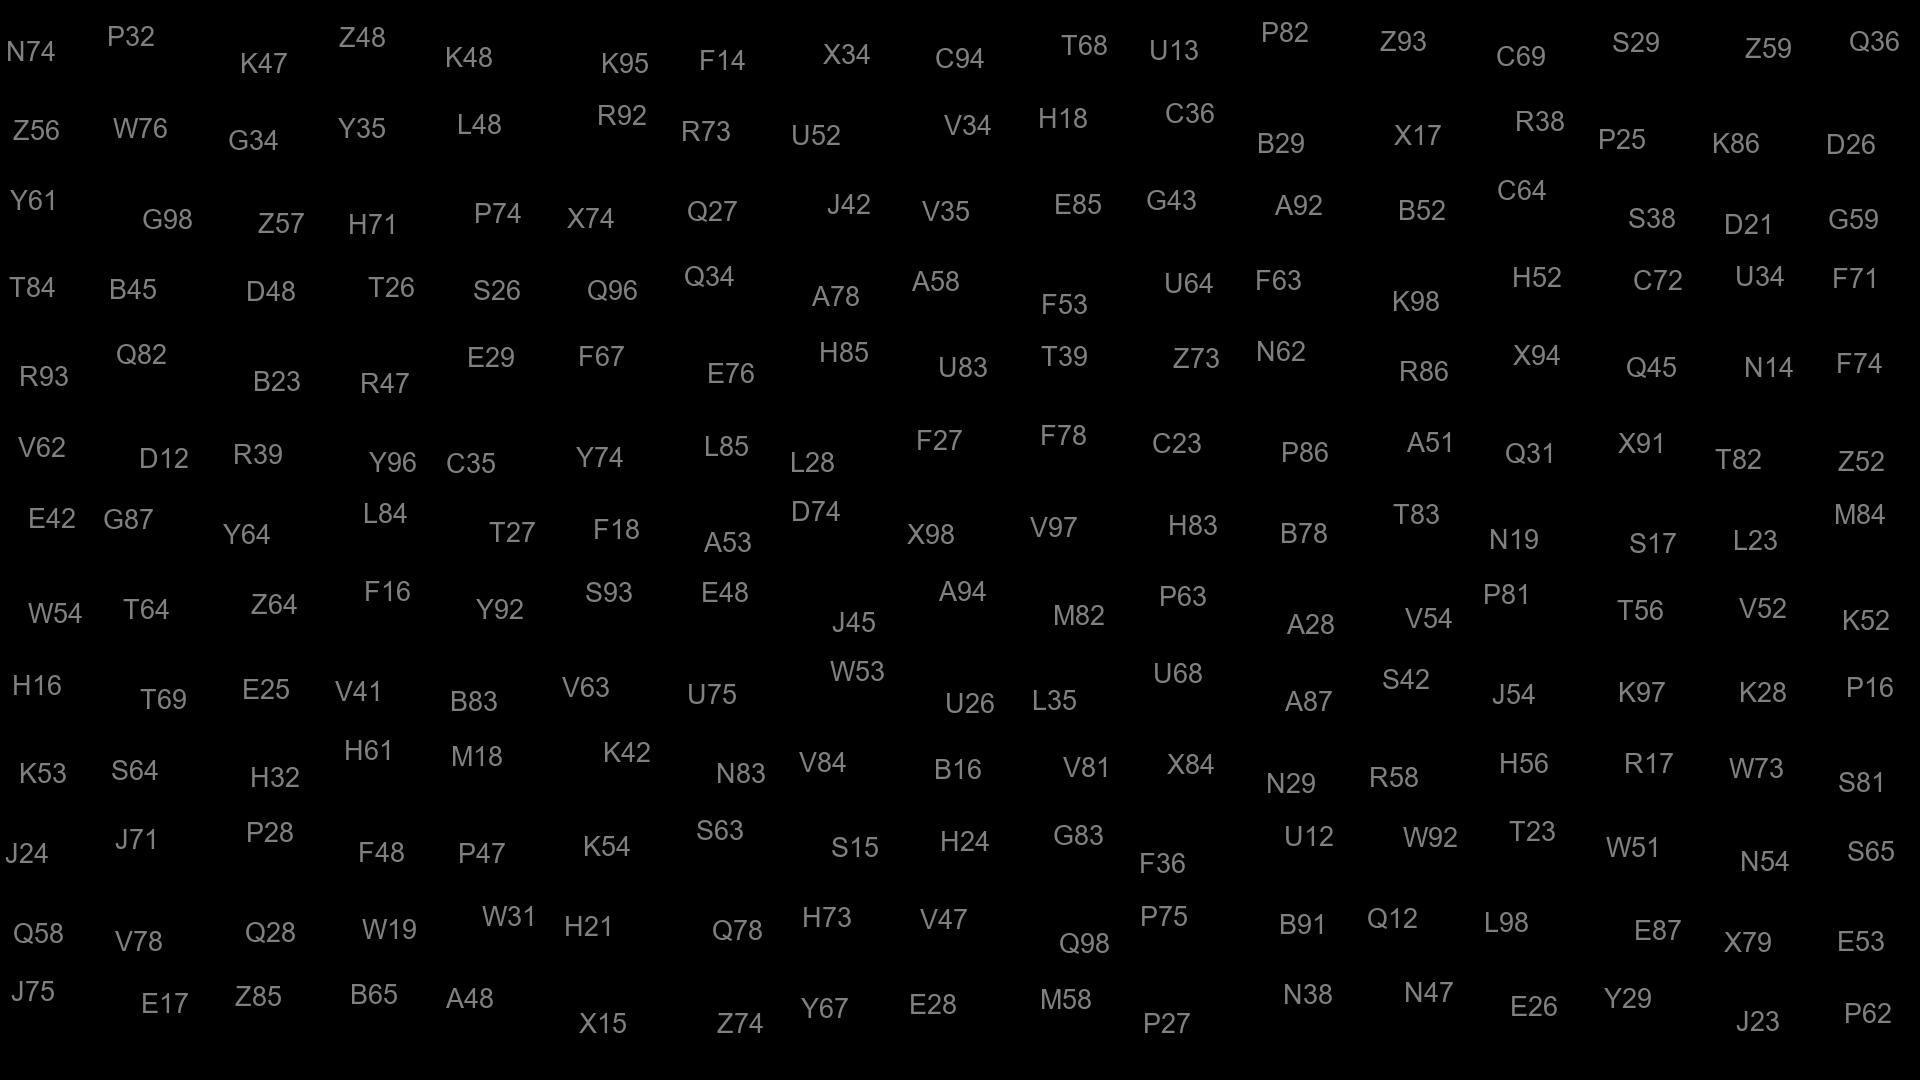 N74 P32 K47 Z48 K48 K95 F14 X34 C94 T68 U13 P82 Z93 C69 S29 Z59 Q36
Z56 W76 G34 Y35 L48 R92 R73 U52 V34 H18 C36 B29 X17 R38 P25 K86 D26
Y61 G98 Z57 H71 P74 X74 Q27 J42 V35 E85 G43 A92 B52 C64 S38 D21 G59
T84 B45 D48 T26 S26 Q96 Q34 A78 A58 F53 U64 F63 K98 H52 C72 U34 F71
R93 Q82 B23 R47 E29 F67 E76 H85 U83 T39 Z73 N62 R86 X94 Q45 N14 F74
V62 D12 R39 Y96 C35 Y74 L85 L28 F27 F78 C23 P86 A51 Q31 X91 T82 Z52
E42 G87 Y64 L84 T27 F18 A53 D74 X98 V97 H83 B78 T83 N19 S17 L23 M84
W54 T64 Z64 F16 Y92 S93 E48 J45 A94 M82 P63 A28 V54 P81 T56 V52 K52
H16 T69 E25 V41 B83 V63 U75 W53 U26 L35 U68 A87 S42 J54 K97 K28 P16
K53 S64 H32 H61 M18 K42 N83 V84 B16 V81 X84 N29 R58 H56 R17 W73 S81
J24 J71 P28 F48 P47 K54 S63 S15 H24 G83 F36 U12 W92 T23 W51 N54 S65
Q58 V78 Q28 W19 W31 H21 Q78 H73 V47 Q98 P75 B91 Q12 L98 E87 X79 E53
J75 E17 Z85 B65 A48 X15 Z74 Y67 E28 M58 P27 N38 N47 E26 Y29 J23 P62